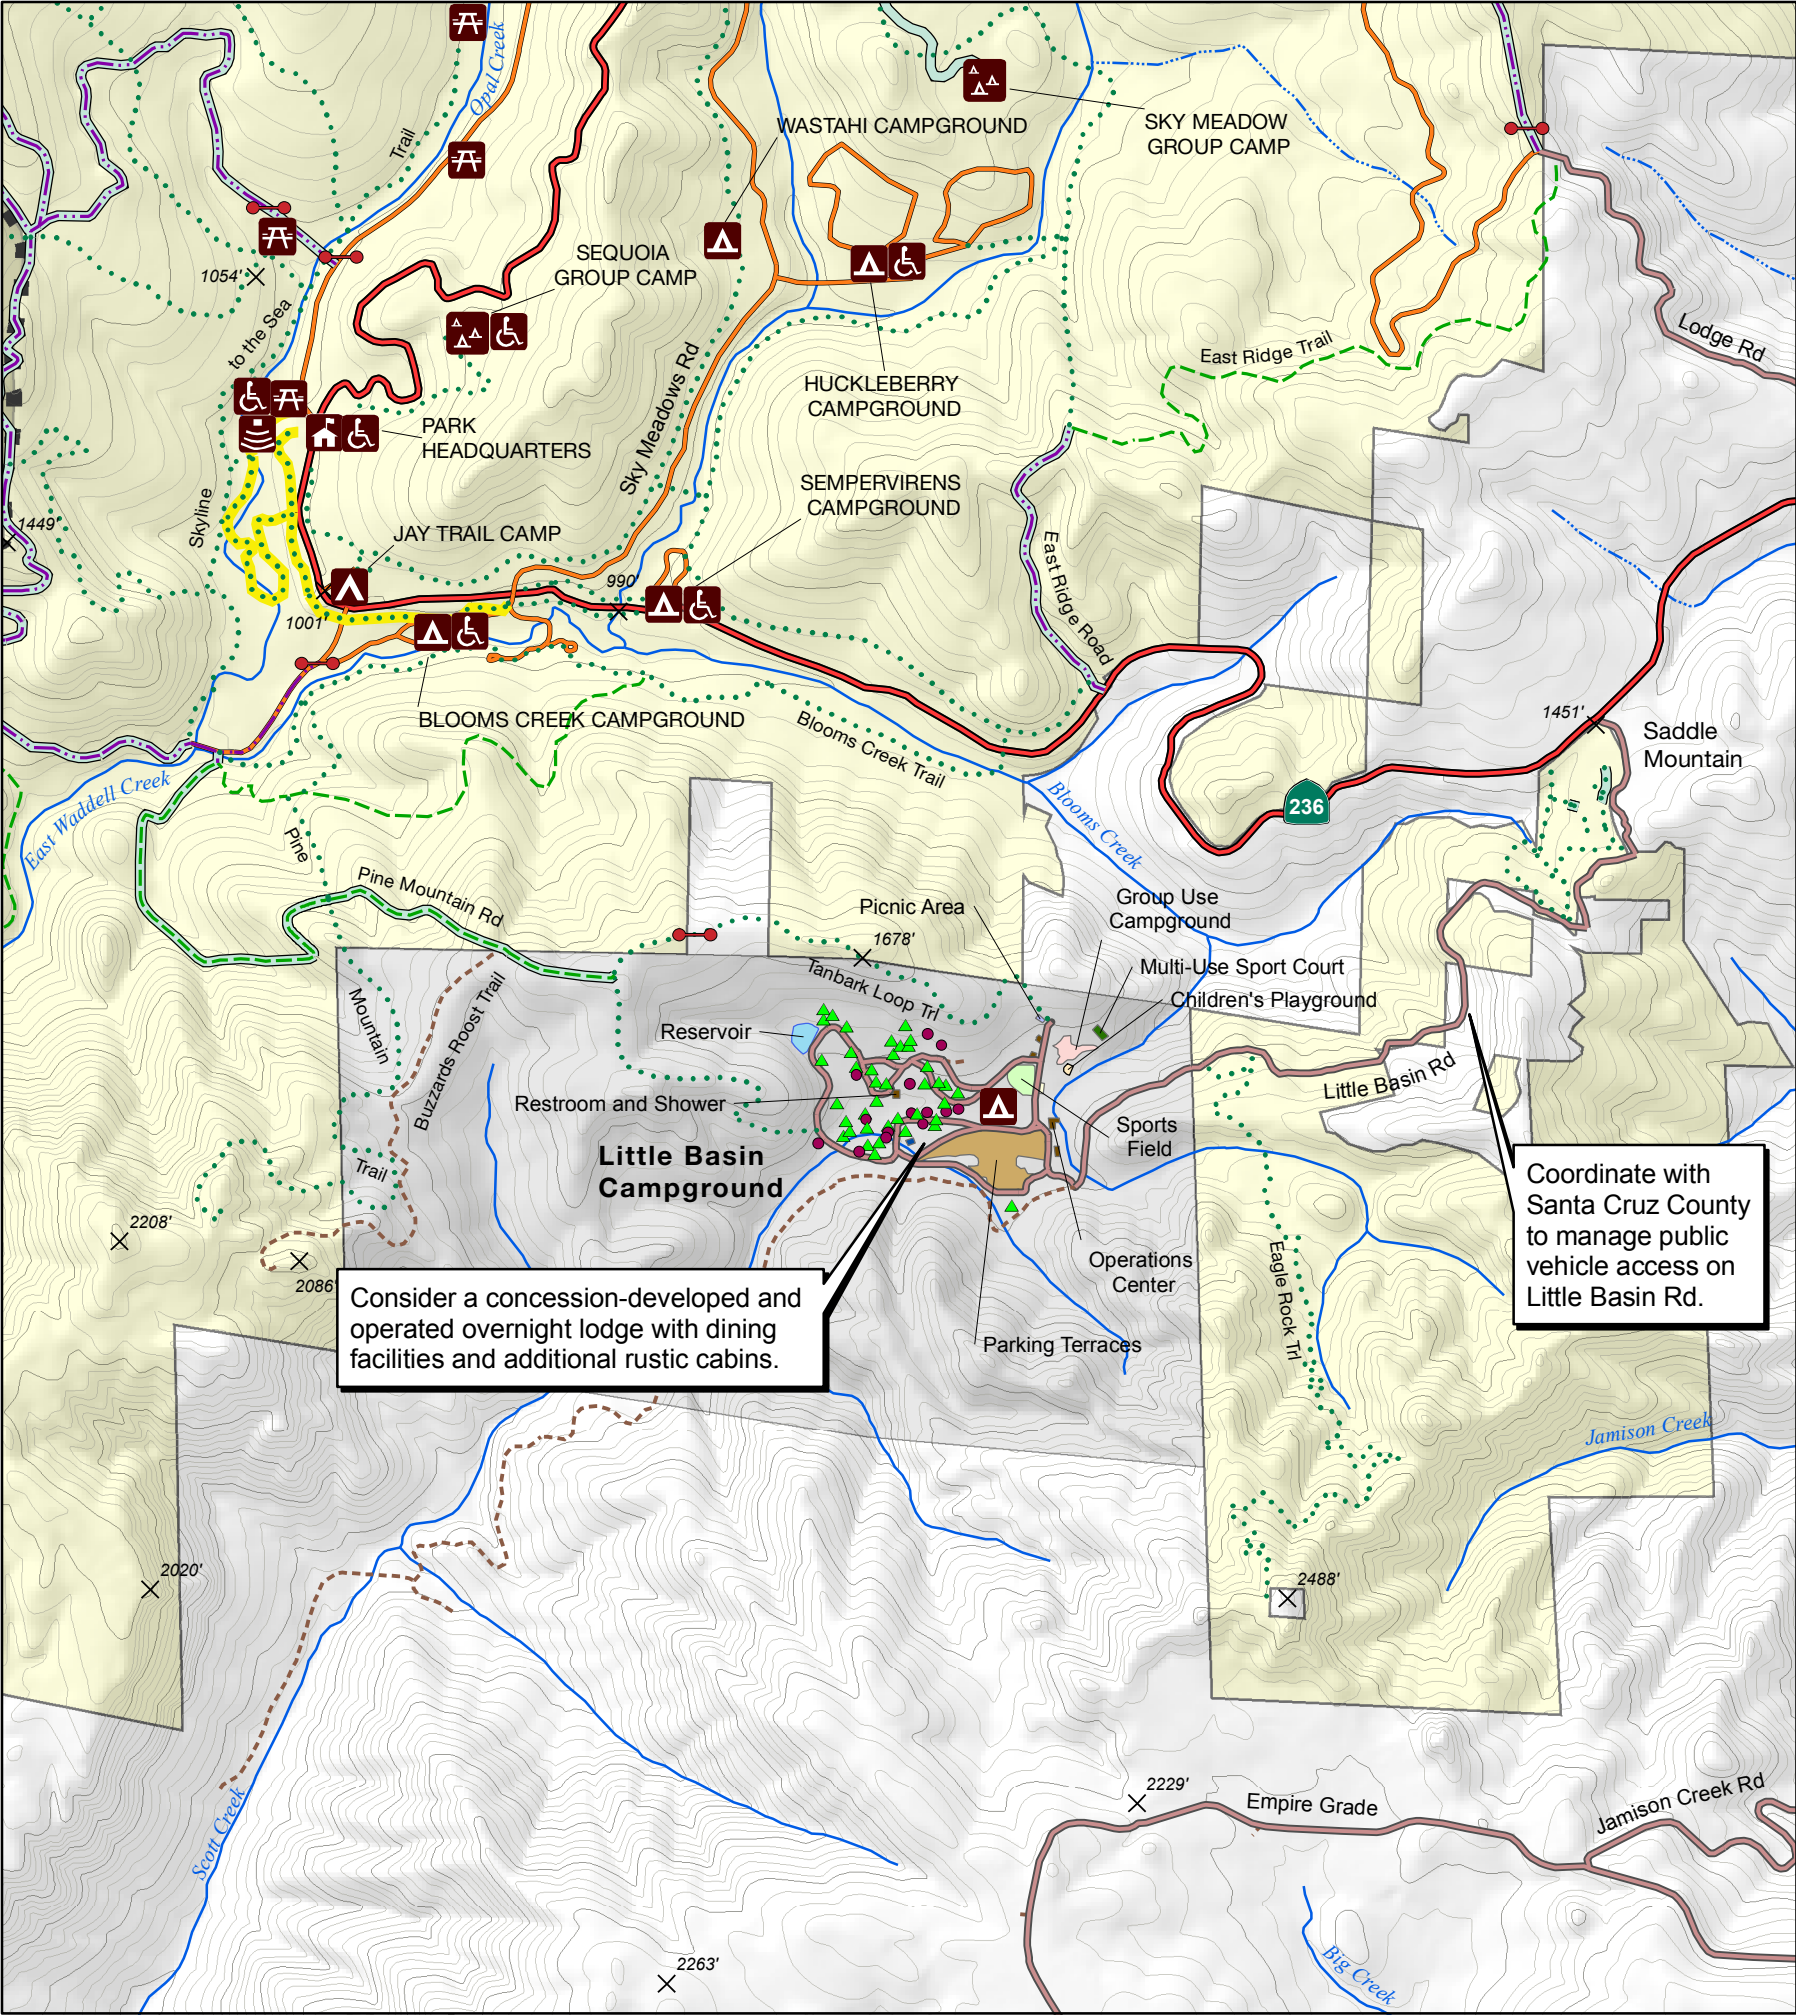 Opal Creek
Trail
WASTAHI CAMPGROUND
SKY MEADOW
GROUP CAMP
SEQUOIA
GROUP CAMP
1054'
to the Sea
Lodge Rd
East Ridge Trail
HUCKLEBERRY
CAMPGROUND
Sky Meadows Rd
PARK
HEADQUARTERS
SEMPERVIRENS
CAMPGROUND
Skyline
1449'
JAY TRAIL CAMP
990'
East Ridge Road
1001'
BLOOMS CREEK CAMPGROUND
Blooms Creek Trail
1451'
Saddle
Mountain
East Waddell Creek
Blooms Creek
236
Pine
Pine Mountain Rd
Picnic Area
Group Use
Campground
1678'
Tanbark Loop Trl
Multi-Use Sport Court
Children's Playground
Mountain
Buzzards Roost Trail
Reservoir
Restroom and Shower
Little Basin Rd
Sports
Field
Little Basin
Campground
Trail
Coordinate with
Santa Cruz County
to manage public
vehicle access on
Little Basin Rd.
2208'
2086'
Operations
Center
Eagle Rock Trl
Consider a concession-developed and
operated overnight lodge with dining
facilities and additional rustic cabins.
Parking Terraces
Jamison Creek
2020'
2488'
2229'
Empire Grade
Jamison Creek Rd
Scott Creek
2263'
Big Creek